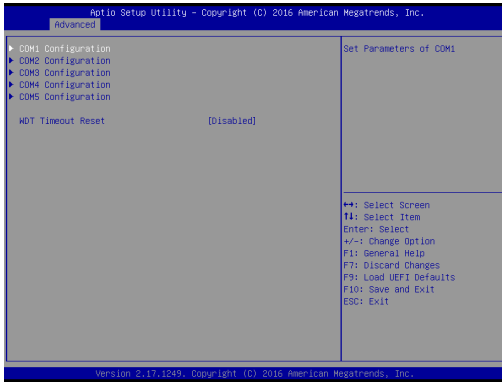 Aptio Setup Utility – Copyright (C) 2016 American Megatrends, Inc.
Advanced
COM1 Configuration
COM2 Configuration
COM3 Configuration
COM4 Configuration
COM5 Configuration
WDT Timeout Reset [Disabled]
Set Parameters of COM1
↔: Select Screen
↑↓: Select Item
Enter: Select
+/-: Change Option
F1: General Help
F7: Discard Changes
F9: Load UEFI Defaults
F10: Save and Exit
ESC: Exit
Version 2.17.1249. Copyright (C) 2016 American Megatrends, Inc.